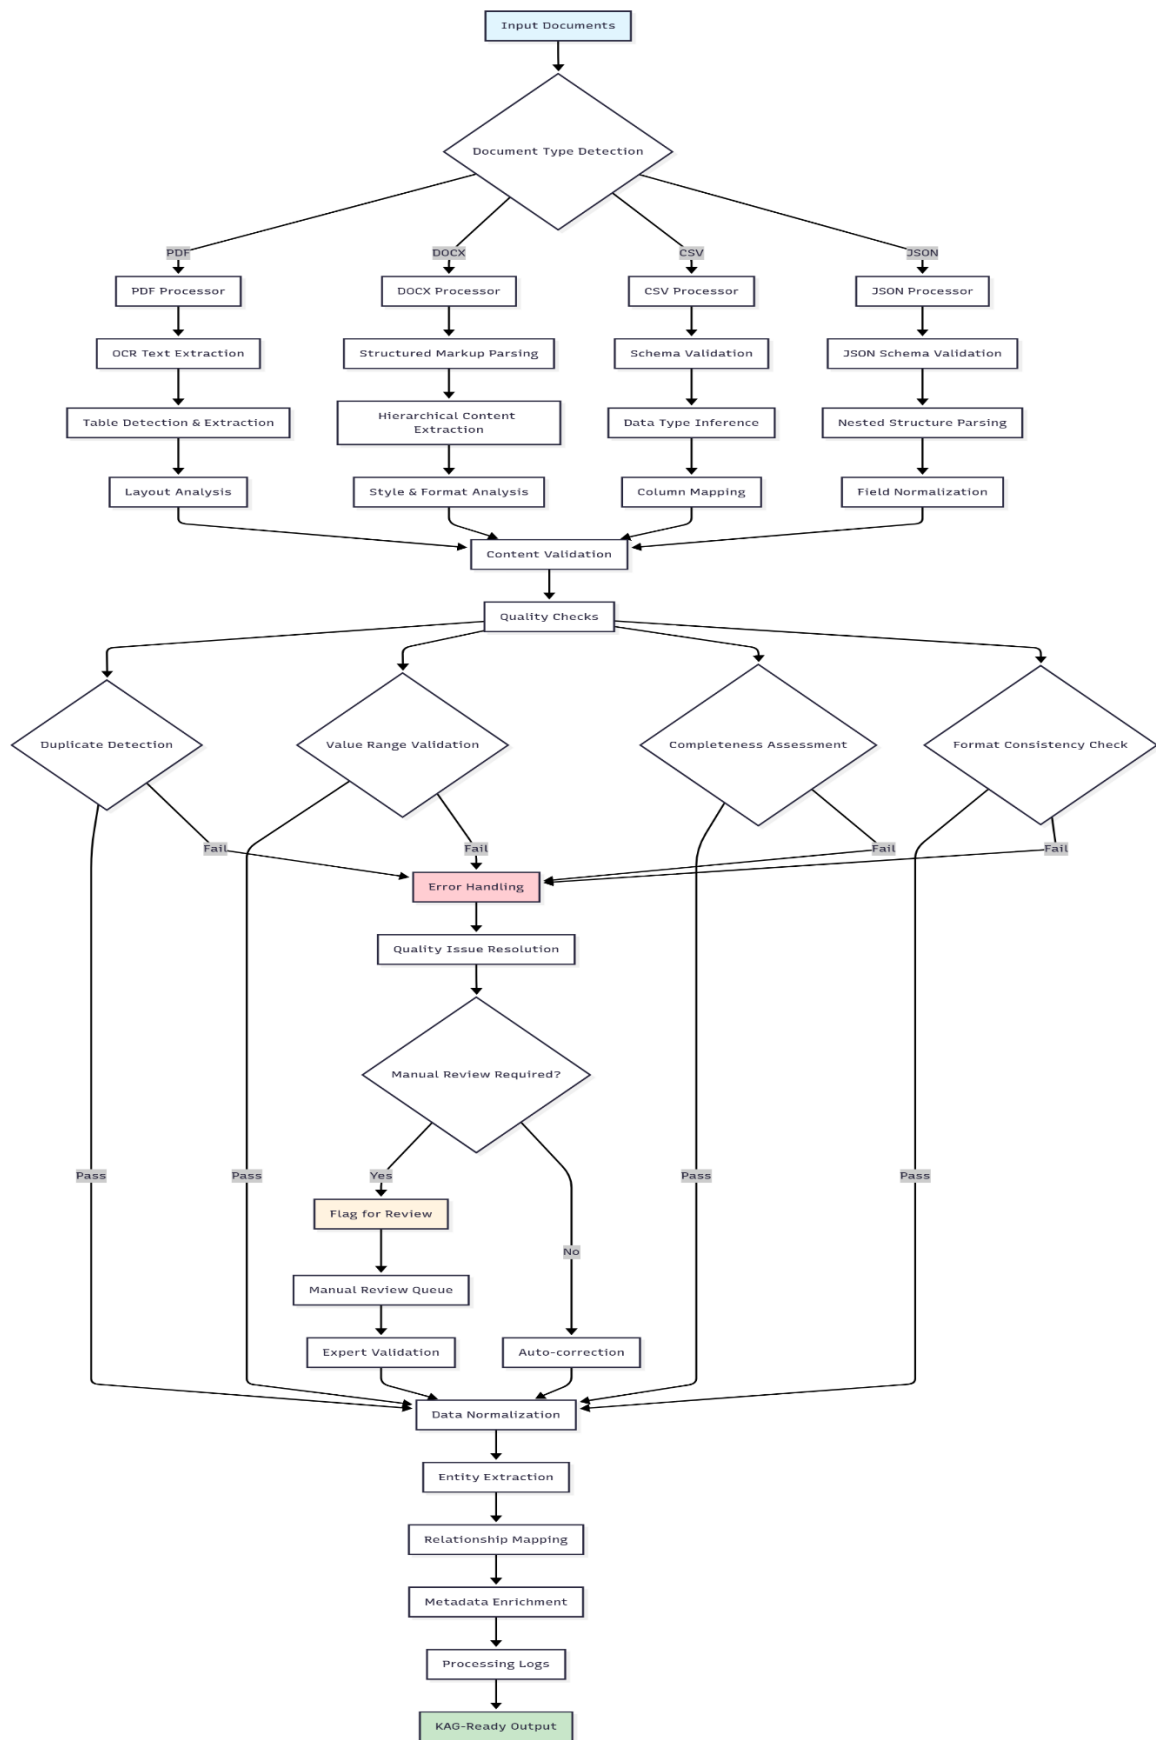 Input Documents
Document Type Detection
PDF
DOCX
CSV
JSON
PDF Processor
DOCX Processor
CSV Processor
JSON Processor
OCR Text Extraction
Structured Markup Parsing
Schema Validation
JSON Schema Validation
Table Detection & Extraction
Hierarchical Content
Extraction
Data Type Inference
Nested Structure Parsing
Layout Analysis
Style & Format Analysis
Column Mapping
Field Normalization
Content Validation
Quality Checks
Duplicate Detection
Value Range Validation
Completeness Assessment
Format Consistency Check
Fail
Fail
Fail
Fail
Error Handling
Quality Issue Resolution
Manual Review Required?
Pass
Pass
Yes
Pass
Pass
Flag for Review
No
Manual Review Queue
Expert Validation
Auto-correction
Data Normalization
Entity Extraction
Relationship Mapping
Metadata Enrichment
Processing Logs
KAG-Ready Output